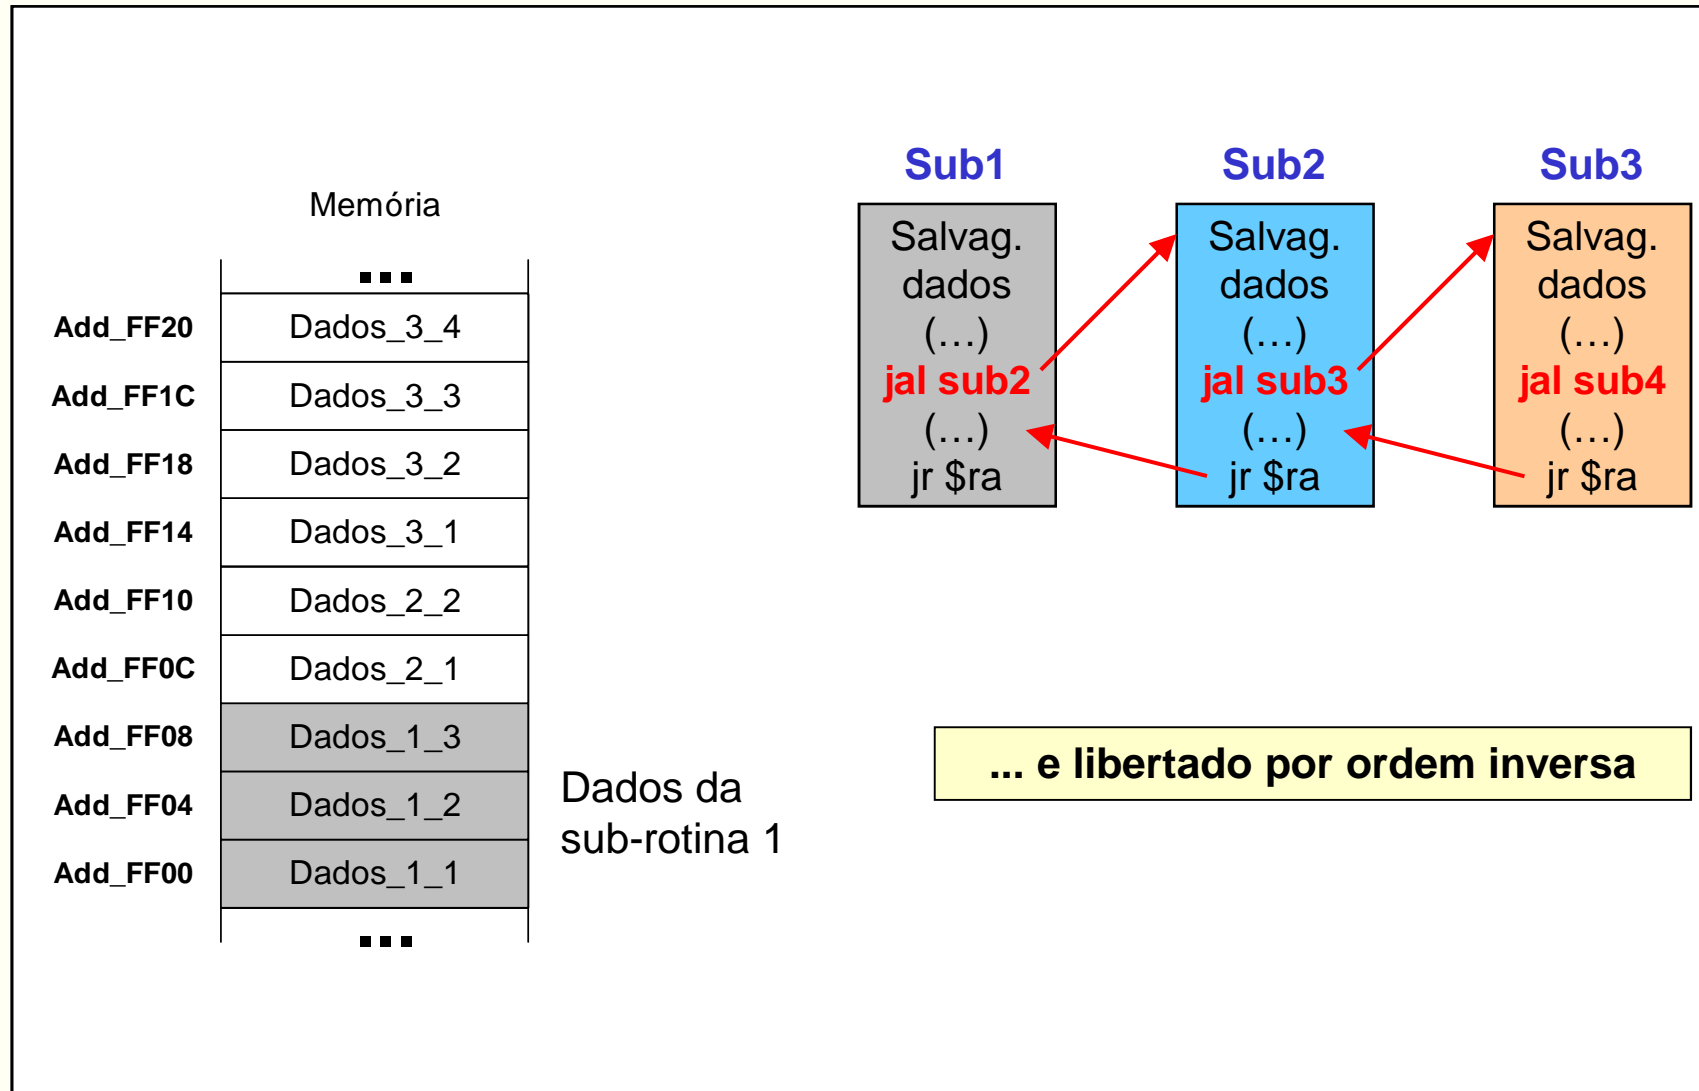 Memória
...
Add_FF20 Dados_3_4
Add_FF1C Dados_3_3
Add_FF18 Dados_3_2
Add_FF14 Dados_3_1
Add_FF10 Dados_2_2
Add_FF0C Dados_2_1
Add_FF08 Dados_1_3
Add_FF04 Dados_1_2
Add_FF00 Dados_1_1
...
Dados da
sub-rotina 1
Sub1
Salvag.
dados
(…)
jal sub2
(…)
jr $ra
Sub2
Salvag.
dados
(…)
jal sub3
(…)
jr $ra
Sub3
Salvag.
dados
(…)
jal sub4
(…)
jr $ra
... e libertado por ordem inversa